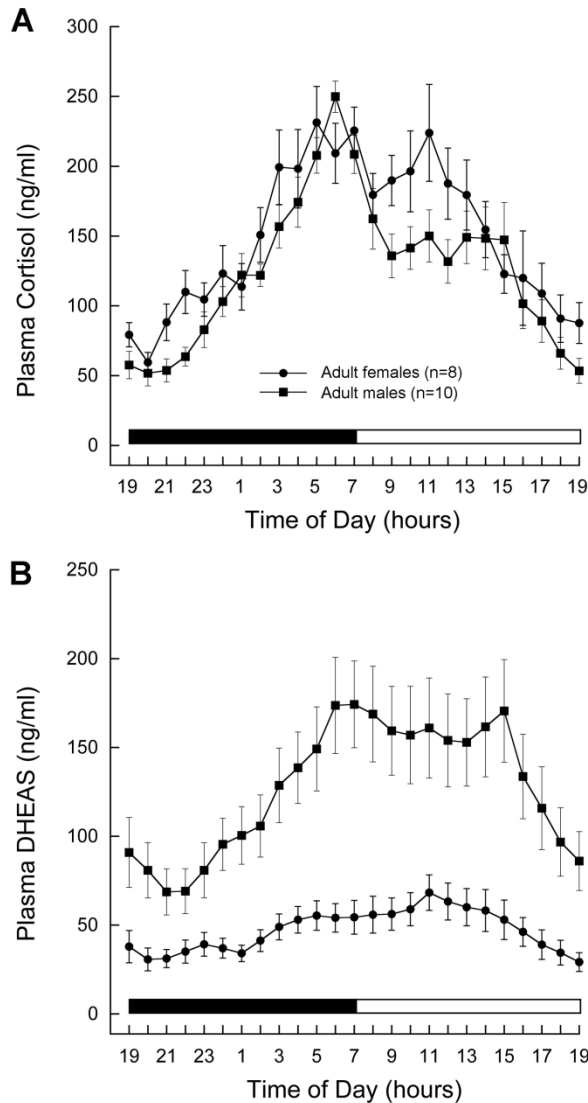 A
300
250
200
150
100
50
0
Plasma Cortisol (ng/ml)
Adult females (n=8)
Adult males (n=10)
19 21 23 1 3 5 7 9 11 13 15 17 19
Time of Day (hours)
B
250
200
150
100
50
0
Plasma DHEAS (ng/ml)
19 21 23 1 3 5 7 9 11 13 15 17 19
Time of Day (hours)